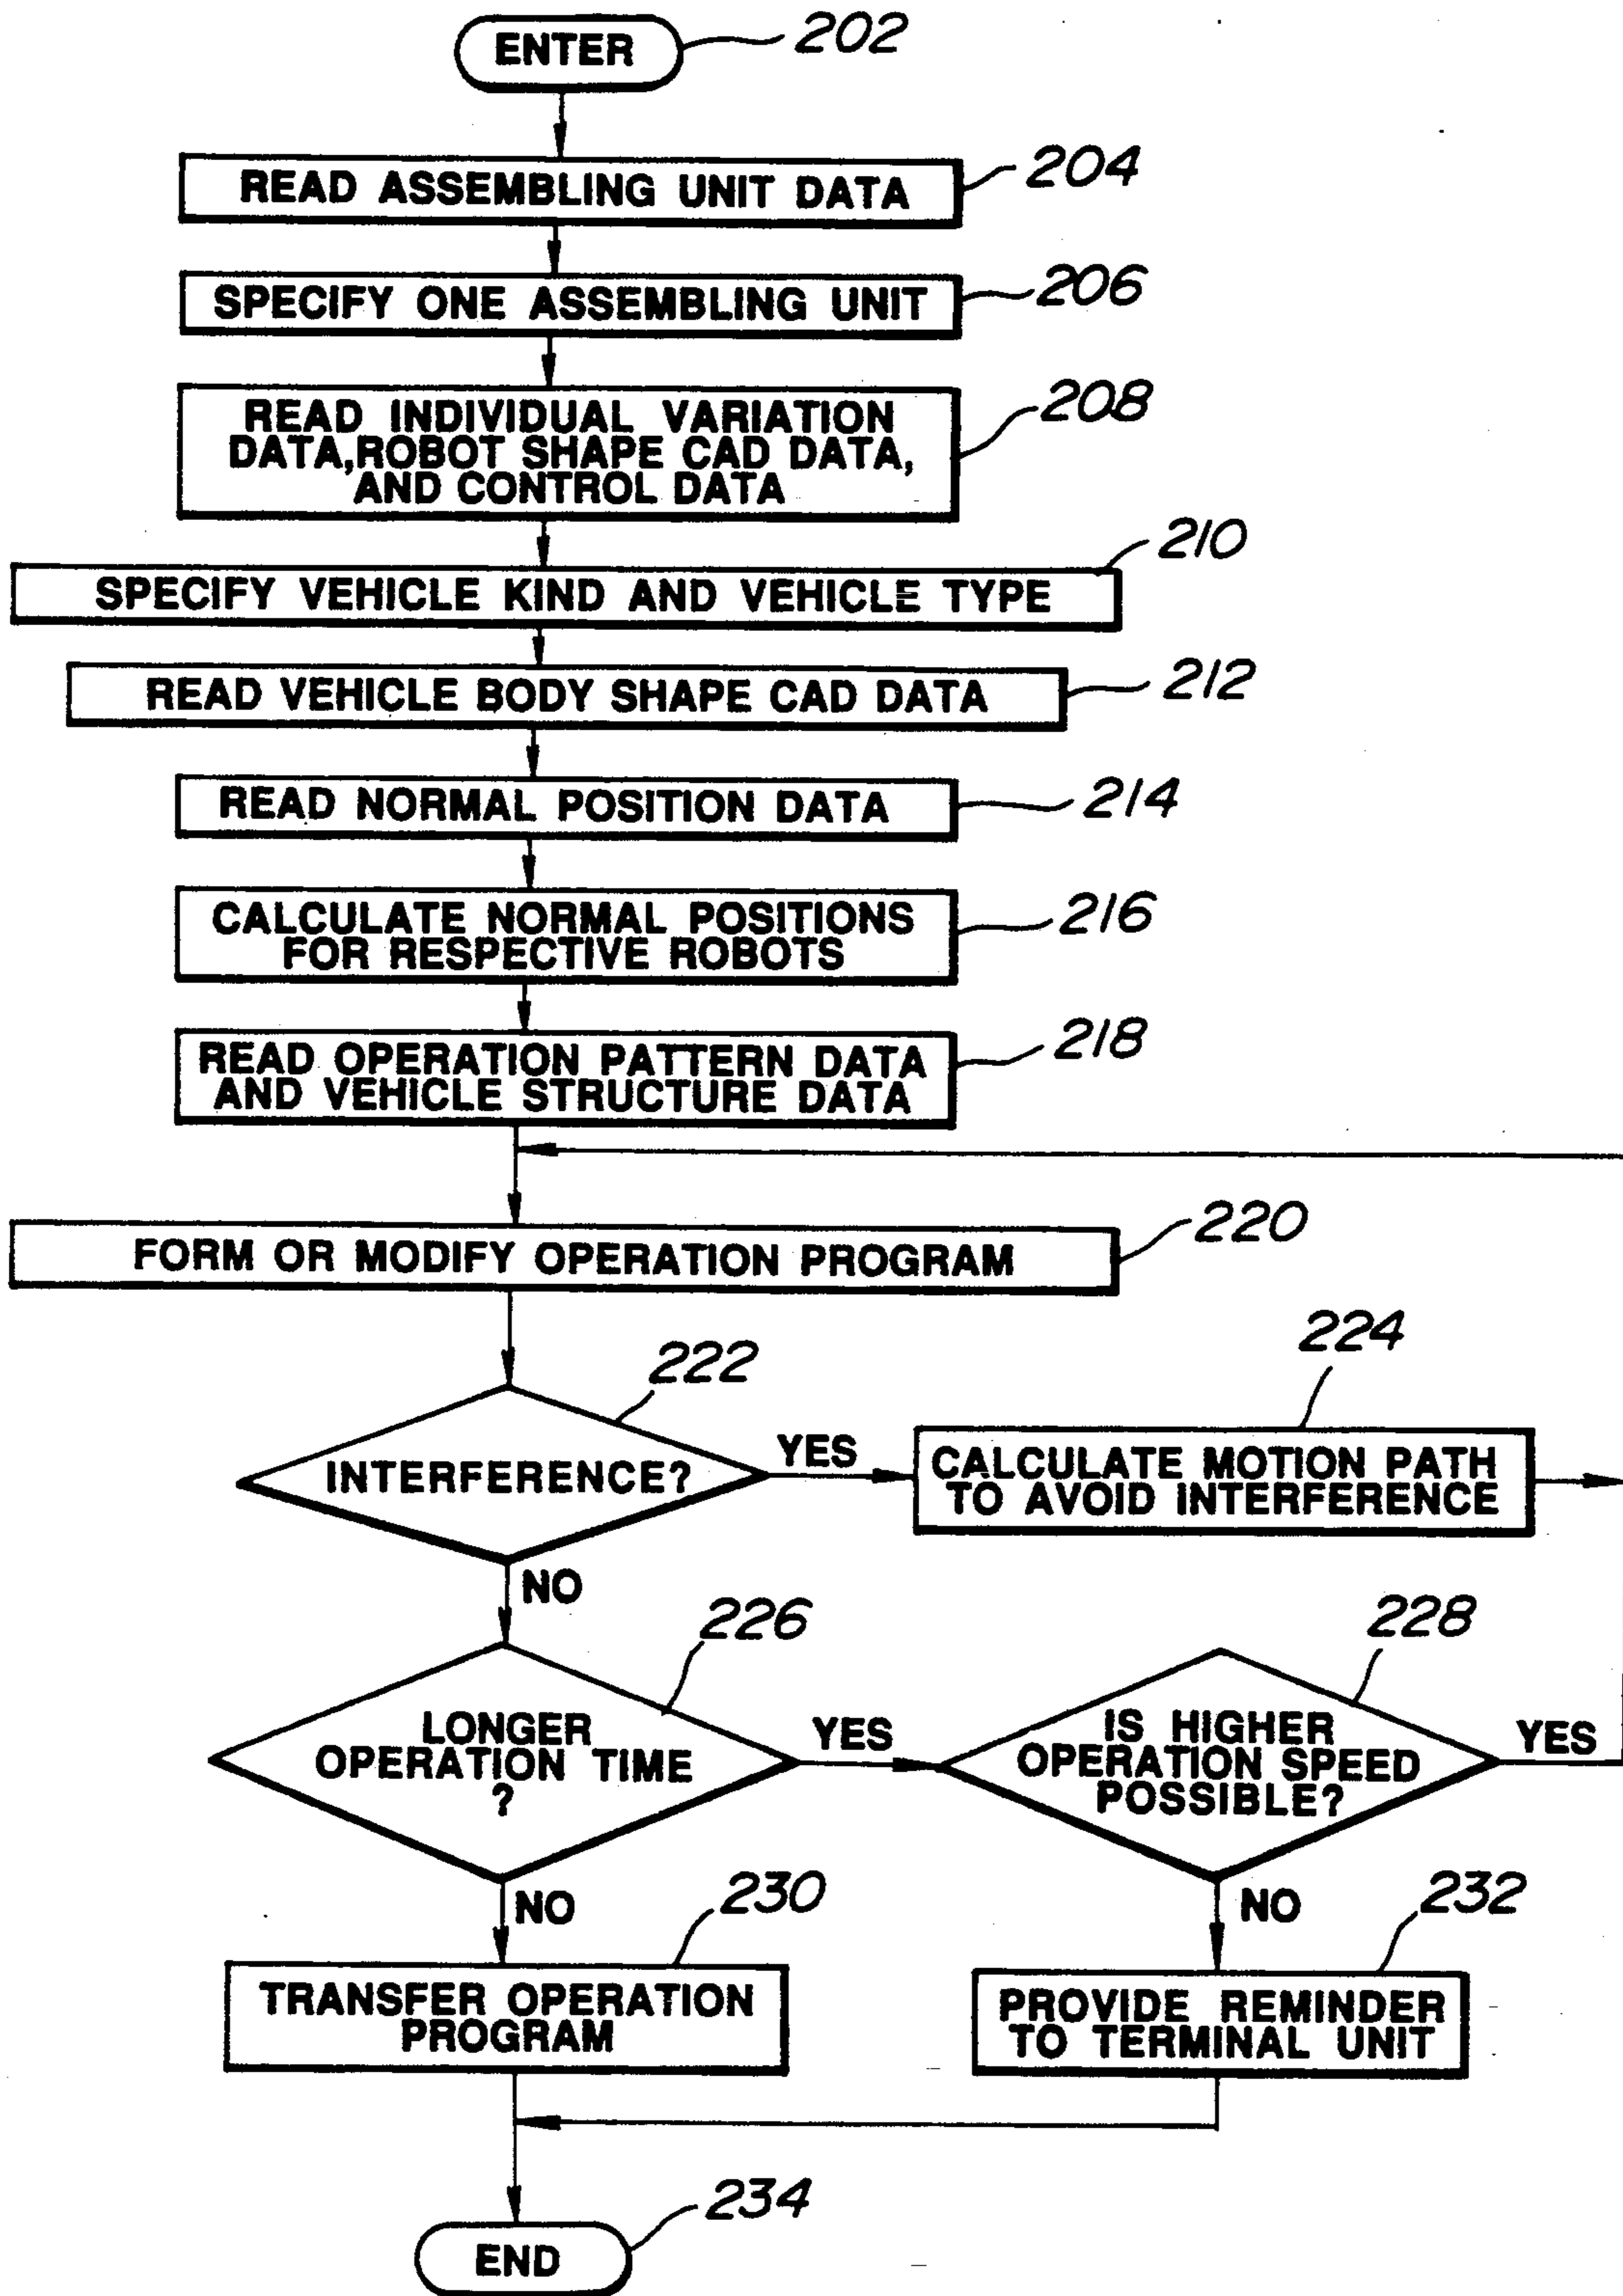 ENTER
202
READ ASSEMBLING UNIT DATA
204
SPECIFY ONE ASSEMBLING UNIT
206
READ INDIVIDUAL VARIATION
DATA,ROBOT SHAPE CAD DATA,
AND CONTROL DATA
208
SPECIFY VEHICLE KIND AND VEHICLE TYPE
210
READ VEHICLE BODY SHAPE CAD DATA
212
READ NORMAL POSITION DATA
214
CALCULATE NORMAL POSITIONS
FOR RESPECTIVE ROBOTS
216
READ OPERATION PATTERN DATA
AND VEHICLE STRUCTURE DATA
218
FORM OR MODIFY OPERATION PROGRAM
220
INTERFERENCE?
222
YES
CALCULATE MOTION PATH
TO AVOID INTERFERENCE
224
NO
LONGER
OPERATION TIME
?
226
YES
IS HIGHER
OPERATION SPEED
POSSIBLE?
228
YES
NO
TRANSFER OPERATION
PROGRAM
230
NO
PROVIDE REMINDER
TO TERMINAL UNIT
232
END
234